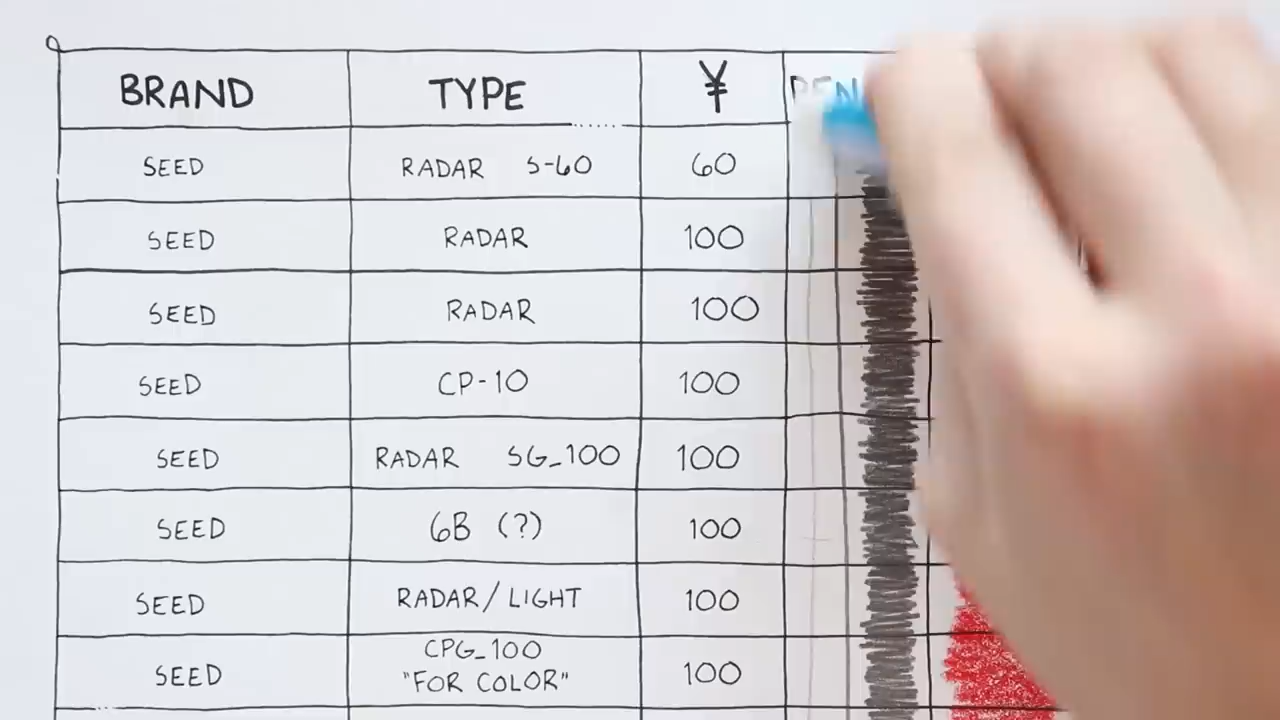 BRAND TYPE ¥ PEN
SEED RADAR S-60 60
SEED RADAR 100
SEED RADAR 100
SEED CP-10 100
SEED RADAR SG_100 100
SEED 6B (?) 100
SEED RADAR/LIGHT 100
SEED CPG_100 "FOR COLOR" 100